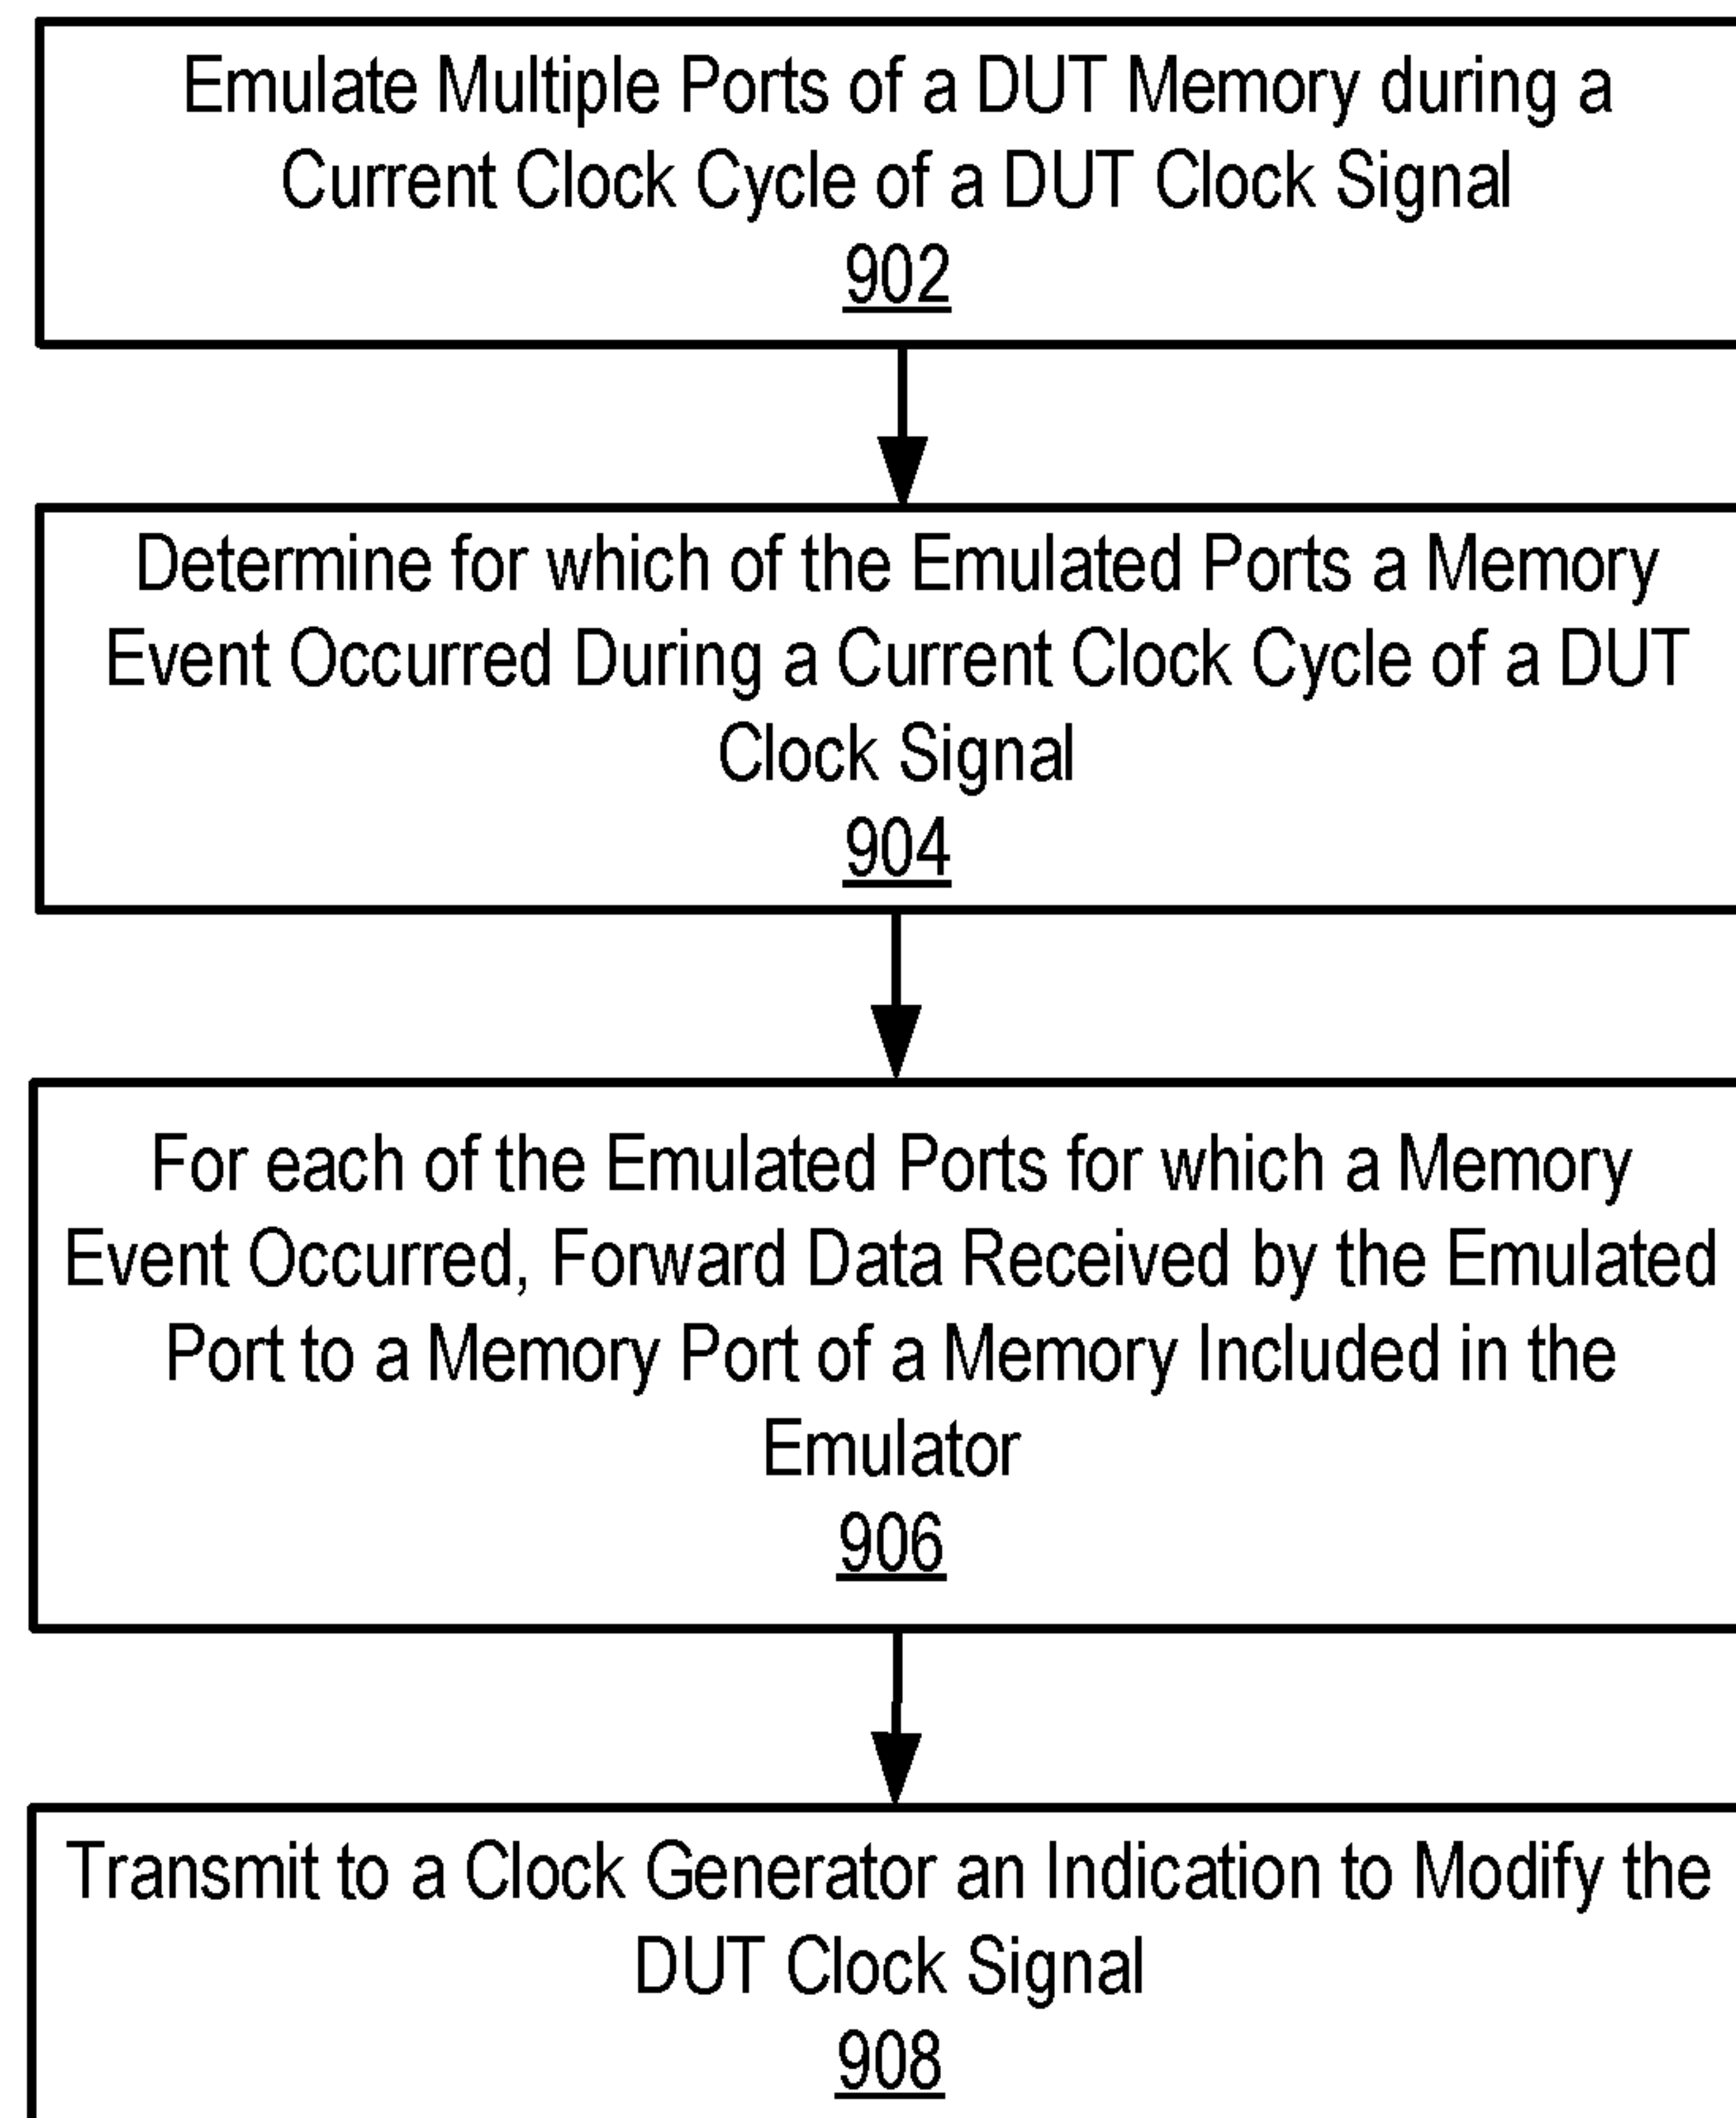 Emulate Multiple Ports of a DUT Memory during a
Current Clock Cycle of a DUT Clock Signal
902
Determine for which of the Emulated Ports a Memory
Event Occurred During a Current Clock Cycle of a DUT
Clock Signal
904
For each of the Emulated Ports for which a Memory
Event Occurred, Forward Data Received by the Emulated
Port to a Memory Port of a Memory Included in the
Emulator
906
Transmit to a Clock Generator an Indication to Modify the
DUT Clock Signal
908